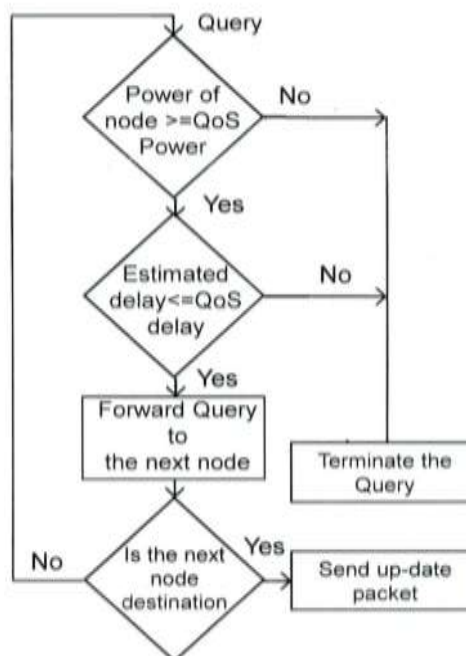 Query
Power of
node >=QoS
Power
No
Yes
Estimated
delay<=QoS
delay
No
Yes
Forward Query
to
the next node
Terminate the
Query
No
Is the next
node
destination
Yes
Send up-date
packet